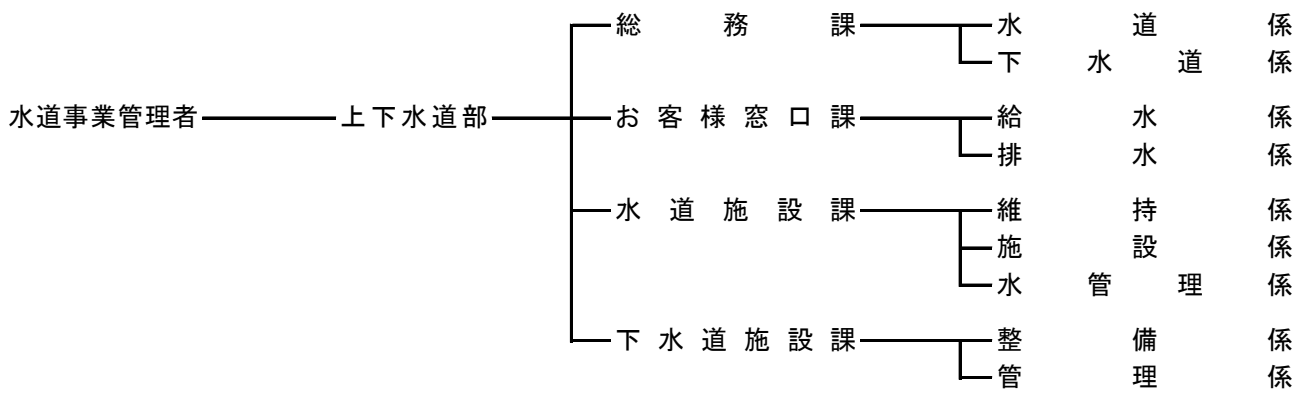 総務課 水道係
下水道係
水道事業管理者 上下水道部 お客様窓口課 給水係
排水係
水道施設課 維持係
施設係
水管理係
下水道施設課 整備係
管理係